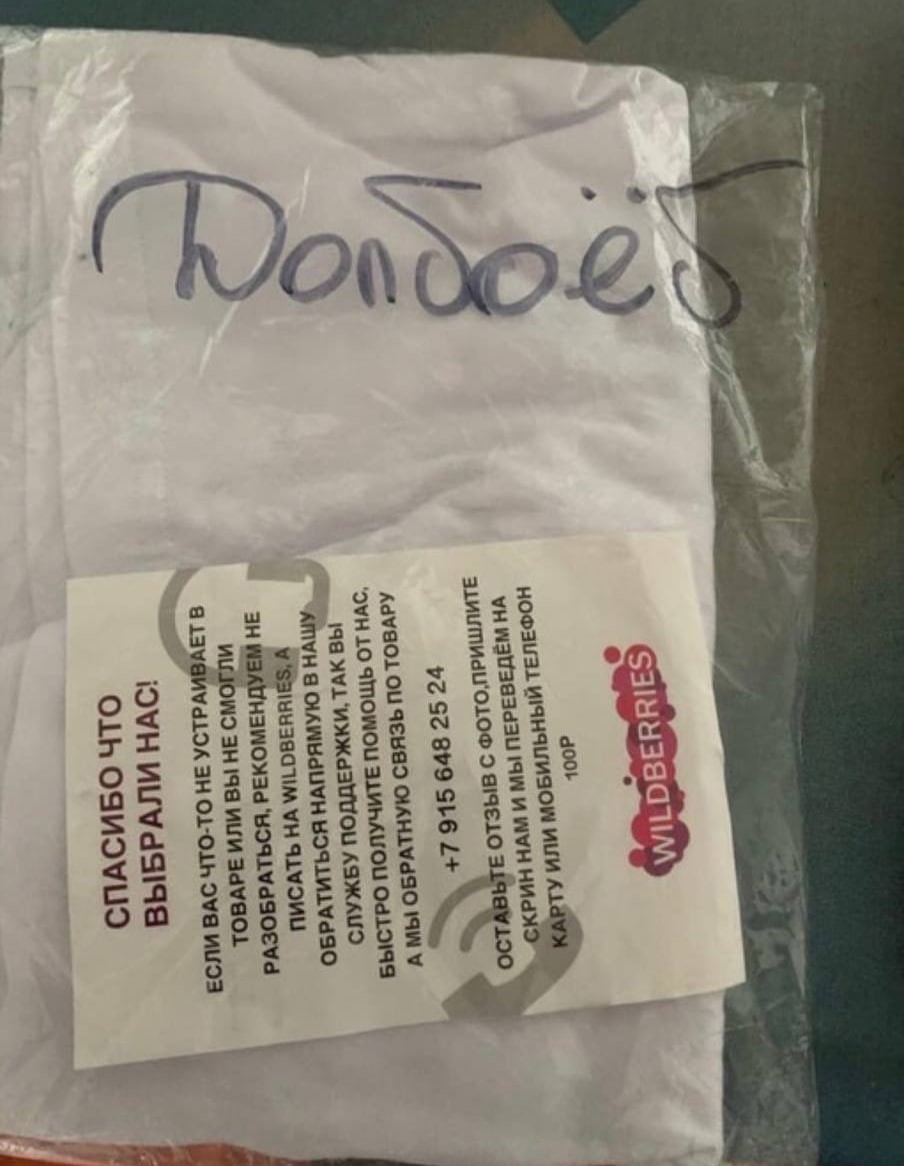 Долбоёб
СПАСИБО ЧТО
ВЫБРАЛИ НАС!
ЕСЛИ ВАС ЧТО-ТО НЕ УСТРАИВАЕТ В
ТОВАРЕ ИЛИ ВЫ НЕ СМОГЛИ
РАЗОБРАТЬСЯ, РЕКОМЕНДУЕМ НЕ
ПИСАТЬ НА WILDBERRIES, А
ОБРАТИТЬСЯ НАПРЯМУЮ В НАШУ
СЛУЖБУ ПОДДЕРЖКИ, ТАК ВЫ
БЫСТРО ПОЛУЧИТЕ ПОМОЩЬ ОТ НАС,
А МЫ ОБРАТНУЮ СВЯЗЬ ПО ТОВАРУ
+7 915 648 25 24
ОСТАВЬТЕ ОТЗЫВ С ФОТО,ПРИШЛИТЕ
СКРИН НАМ И МЫ ПЕРЕВЕДЁМ НА
КАРТУ ИЛИ МОБИЛЬНЫЙ ТЕЛЕФОН
100Р
WILDBERRIES